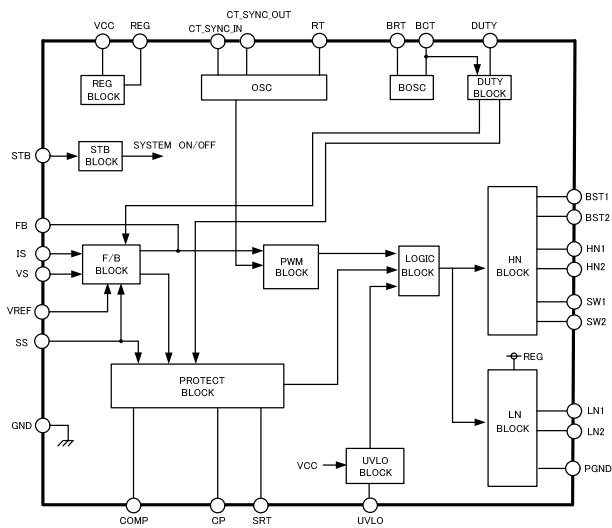 CT_SYNC_OUT
VCC
REG
CT_SYNC_IN
RT
BRT
BCT
DUTY
REG
BLOCK
OSC
BOSC
DUTY
BLOCK
STB
STB
BLOCK
SYSTEM ON/OFF
BST1
BST2
FB
IS
VS
F/B
BLOCK
PWM
BLOCK
LOGIC
BLOCK
HN
BLOCK
HN1
HN2
VREF
SS
SW1
SW2
REG
PROTECT
BLOCK
LN
BLOCK
LN1
LN2
GND
VCC
UVLO
BLOCK
PGND
COMP
CP
SRT
UVLO